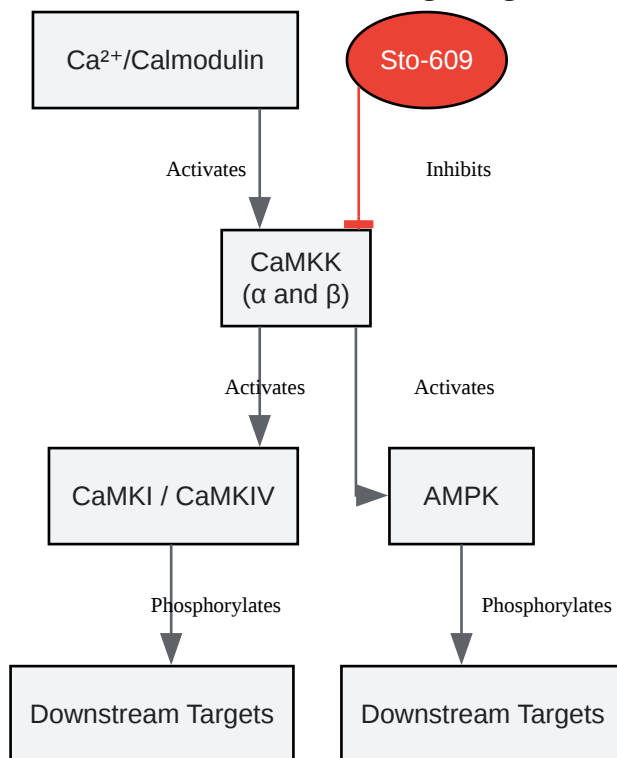 Ca²⁺/Calmodulin
Sto-609
Activates
Inhibits
CaMKK
(α and β)
Activates
Activates
CaMKI / CaMKIV
AMPK
Phosphorylates
Phosphorylates
Downstream Targets
Downstream Targets